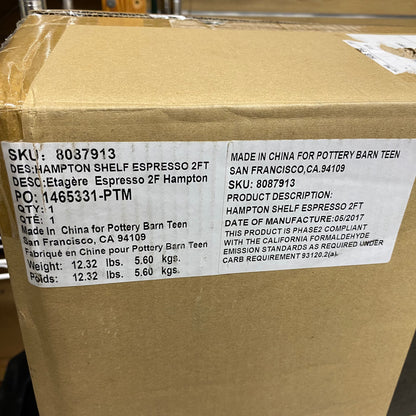 SKU: 8087913
DES:HAMPTON SHELF ESPRESSO 2FT
DESC:Etagère Espresso 2F Hampton
PO: 1465331-PTM
QTY: 1
QTÉ: 1
Made In China for Pottery Barn Teen
San Francisco, CA 94109
Fabriqué en Chine pour Pottery Barn Teen
Weight: 12.32 lbs. 5.60 kgs.
Poids: 12.32 lbs. 5.60 kgs.
MADE IN CHINA FOR POTTERY BARN TEEN
SAN FRANCISCO,CA.94109
SKU: 8087913
PRODUCT DESCRIPTION:
HAMPTON SHELF ESPRESSO 2FT
DATE OF MANUFACTURE:05/2017
THIS PRODUCT IS PHASE2 COMPLIANT
WITH THE CALIFORNIA FORMALDEHYDE
EMISSION STANDARDS AS REQUIRED UNDER
CARB REQUIREMENT 93120.2(a).